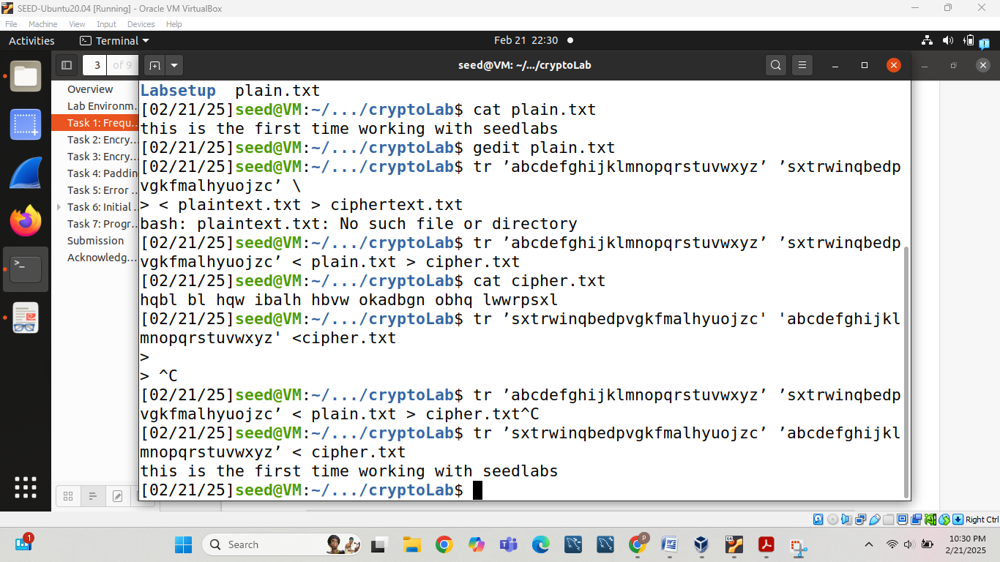 SEED-Ubuntu20.04 [Running] - Oracle VM VirtualBox
File Machine View Input Devices Help
Activities Terminal Feb 21 22:30
3 of 9 seed@VM: ~/.../cryptoLab
Overview
Lab Environm...
Task 1: Frequ...
Task 2: Encry...
Task 3: Encry...
Task 4: Paddin
Task 5: Error ...
Task 6: Initial ...
Task 7: Progr...
Submission
Acknowledg...
Labsetup plain.txt
[02/21/25]seed@VM:~/.../cryptoLab$ cat plain.txt
this is the first time working with seedlabs
[02/21/25]seed@VM:~/.../cryptoLab$ gedit plain.txt
[02/21/25]seed@VM:~/.../cryptoLab$ tr ’abcdefghijklmnopqrstuvwxyz’ ’sxtrwinqbedp
vgkfmalhyuojzc’ \
> < plaintext.txt > ciphertext.txt
bash: plaintext.txt: No such file or directory
[02/21/25]seed@VM:~/.../cryptoLab$ tr ’abcdefghijklmnopqrstuvwxyz’ ’sxtrwinqbedp
vgkfmalhyuojzc’ < plain.txt > cipher.txt
[02/21/25]seed@VM:~/.../cryptoLab$ cat cipher.txt
hqbl bl hqw ibalh hbvw okadbgn obhq lwwrpsxl
[02/21/25]seed@VM:~/.../cryptoLab$ tr ’sxtrwinqbedpvgkfmalhyuojzc' 'abcdefghijkl
mnopqrstuvwxyz' <cipher.txt
>
> ^C
[02/21/25]seed@VM:~/.../cryptoLab$ tr ’abcdefghijklmnopqrstuvwxyz’ ’sxtrwinqbedp
vgkfmalhyuojzc’ < plain.txt > cipher.txt^C
[02/21/25]seed@VM:~/.../cryptoLab$ tr ’sxtrwinqbedpvgkfmalhyuojzc’ ’abcdefghijkl
mnopqrstuvwxyz’ < cipher.txt
this is the first time working with seedlabs
[02/21/25]seed@VM:~/.../cryptoLab$
Right Ctrl
1 Search P 10:30 PM
2/21/2025